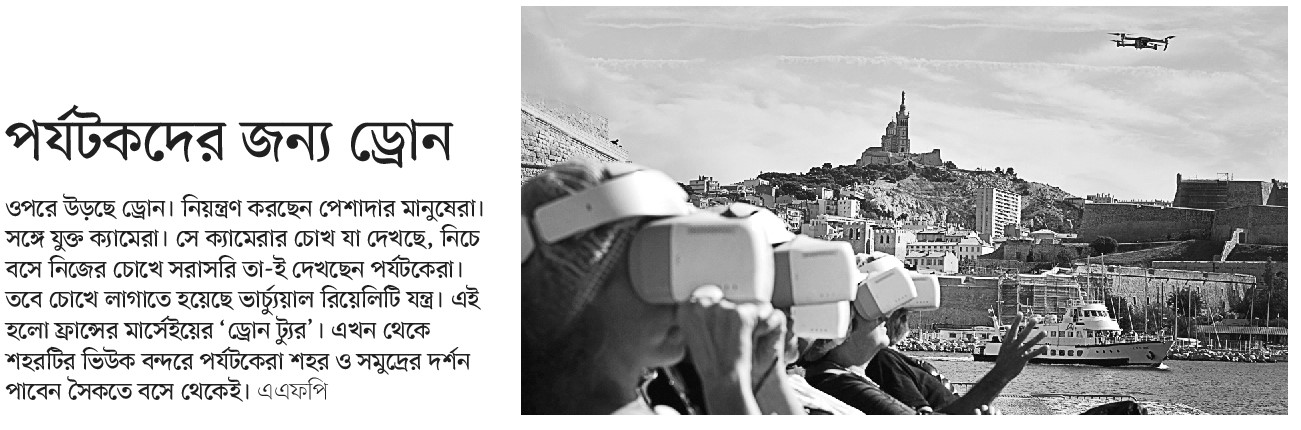 পর্যটকদের জন্য ড্রোন
ওপরে উড়ছে ড্রোন। নিয়ন্ত্রণ করছেন পেশাদার মানুষেরা।
সঙ্গে যুক্ত ক্যামেরা। সে ক্যামেরার চোখ যা দেখছে, নিচে
বসে নিজের চোখে সরাসরি তা-ই দেখছেন পর্যটকেরা।
তবে চোখে লাগাতে হয়েছে ভার্চ্যুয়াল রিয়েলিটি যন্ত্র। এই
হলো ফ্রান্সের মার্সেইয়ের ‘ড্রোন ট্যুর’। এখন থেকে
শহরটির ভিউক বন্দরে পর্যটকেরা শহর ও সমুদ্রের দর্শন
পাবেন সৈকতে বসে থেকেই। এএফপি